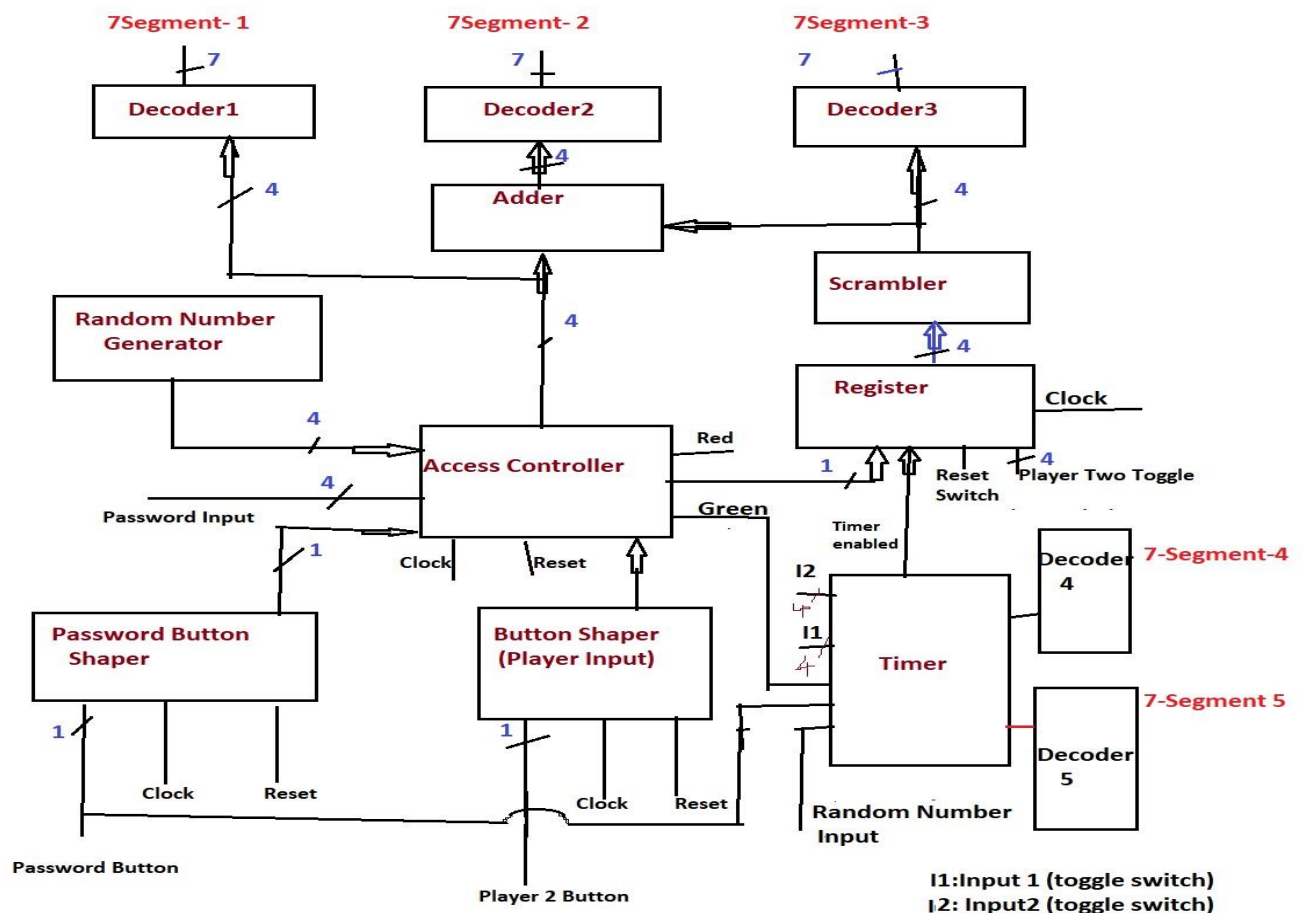 7Segment- 1
7Segment- 2
7Segment-3
7
7
7
Decoder1
Decoder2
Decoder3
4
4
4
Adder
Scrambler
Random Number
Generator
4
4
Register
Clock
4
Access Controller
Red
1
Reset
Switch
4
Player Two Toggle
4
Password Input
Green
Timer
enabled
1
Clock
Reset
I2
4
Decoder
4
7-Segment-4
Password Button
Shaper
Button Shaper
(Player Input)
I1
4
Timer
7-Segment 5
1
1
Decoder
5
Clock
Reset
Clock
Reset
Random Number
Input
Password Button
Player 2 Button
I1:Input 1 (toggle switch)
I2: Input2 (toggle switch)